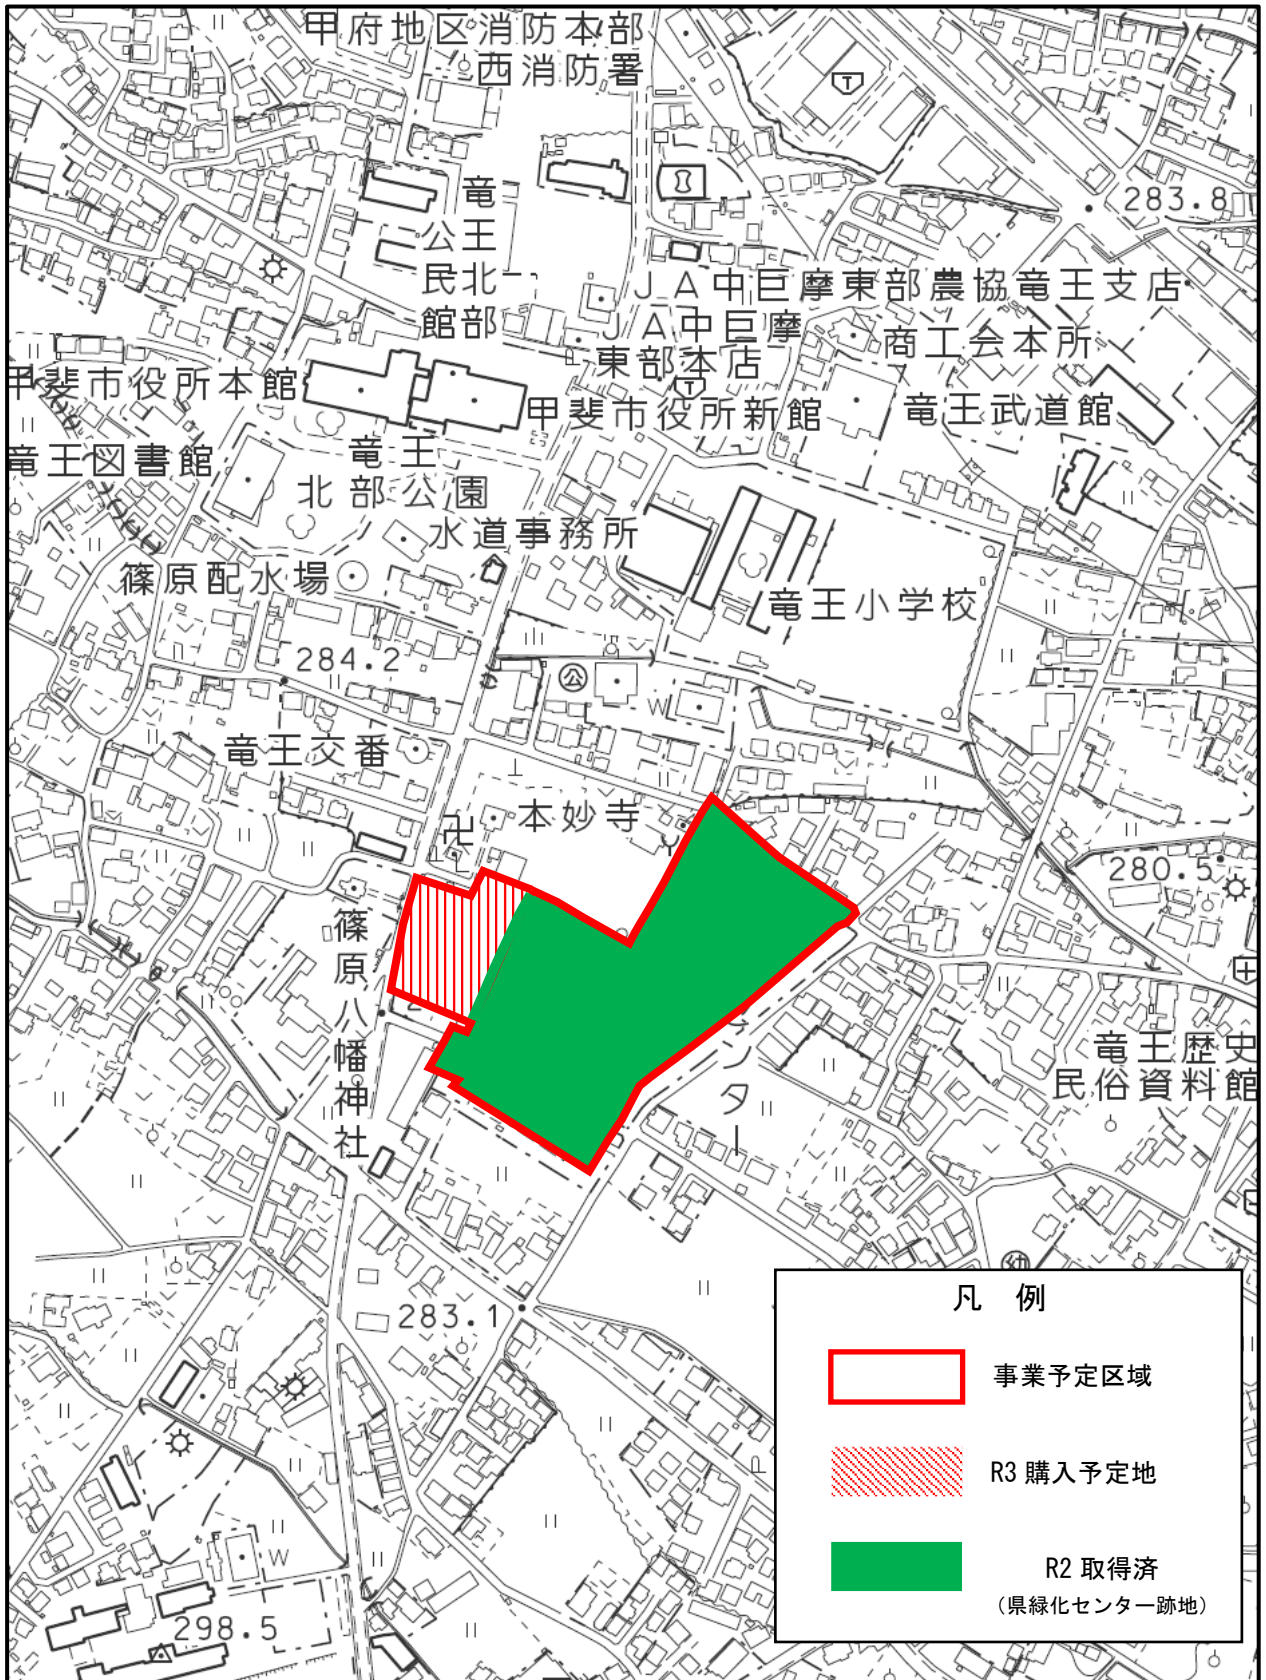 甲府地区消防本部
西消防署
283.8
竜王
北部
公民館
JA中巨摩東部農協竜王支店
JA中巨摩
東部本店
商工会本所
甲斐市役所本館
甲斐市役所新館
竜王武道館
竜王図書館
竜王
北部公園
水道事務所
篠原配水場
竜王小学校
284.2
公
W
竜王交番
本妙寺
卍
280.5
篠原八幡神社
2
ンター
竜王歴史
民俗資料館
幼
283.1
P
W
298.5
凡 例
事業予定区域
R3 購入予定地
R2 取得済
(県緑化センター跡地)